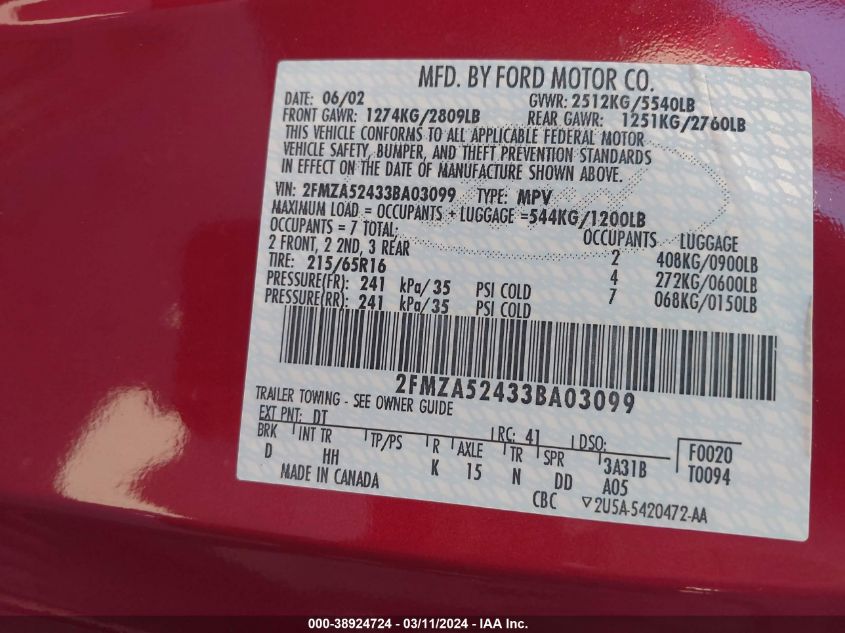 MFD. BY FORD MOTOR CO.
DATE: 06/02 GVWR: 2512KG/5540LB
FRONT GAWR: 1274KG/2809LB REAR GAWR: 1251KG/2760LB
THIS VEHICLE CONFORMS TO ALL APPLICABLE FEDERAL MOTOR
VEHICLE SAFETY, BUMPER, AND THEFT PREVENTION STANDARDS
IN EFFECT ON THE DATE OF MANUFACTURE SHOWN ABOVE.
VIN: 2FMZA52433BA03099 TYPE: MPV
MAXIMUM LOAD = OCCUPANTS + LUGGAGE =544KG/1200LB
OCCUPANTS = 7 TOTAL: OCCUPANTS LUGGAGE
2 FRONT, 2 2ND, 3 REAR 2 408KG/0900LB
TIRE: 215/65R16 4 272KG/0600LB
PRESSURE(FR): 241 kPa/35 PSI COLD 7 068KG/0150LB
PRESSURE(RR): 241 kPa/35 PSI COLD
2FMZA52433BA03099
TRAILER TOWING - SEE OWNER GUIDE
EXT PNT: DT RC: 41 DSO: F0020
BRK INT TR TP/PS R AXLE TR SPR 3A31B T0094
D HH K 15 N DD A05
MADE IN CANADA CBC ▽2U5A-5420472-AA
000-38924724 - 03/11/2024 - IAA Inc.